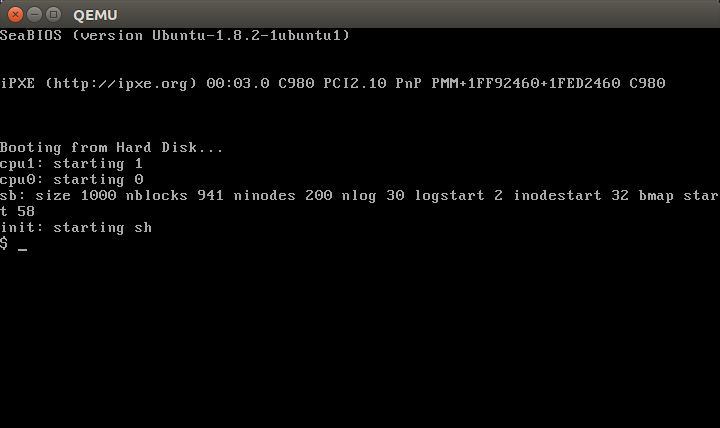 QEMU
SeaBIOS (version Ubuntu-1.8.2-1ubuntu1)
iPXE (http://ipxe.org) 00:03.0 C980 PCI2.10 PnP PMM+1FF92460+1FED2460 C980
Booting from Hard Disk...
cpu1: starting 1
cpu0: starting 0
sb: size 1000 nblocks 941 ninodes 200 nlog 30 logstart 2 inodestart 32 bmap star
t 58
init: starting sh
$ _